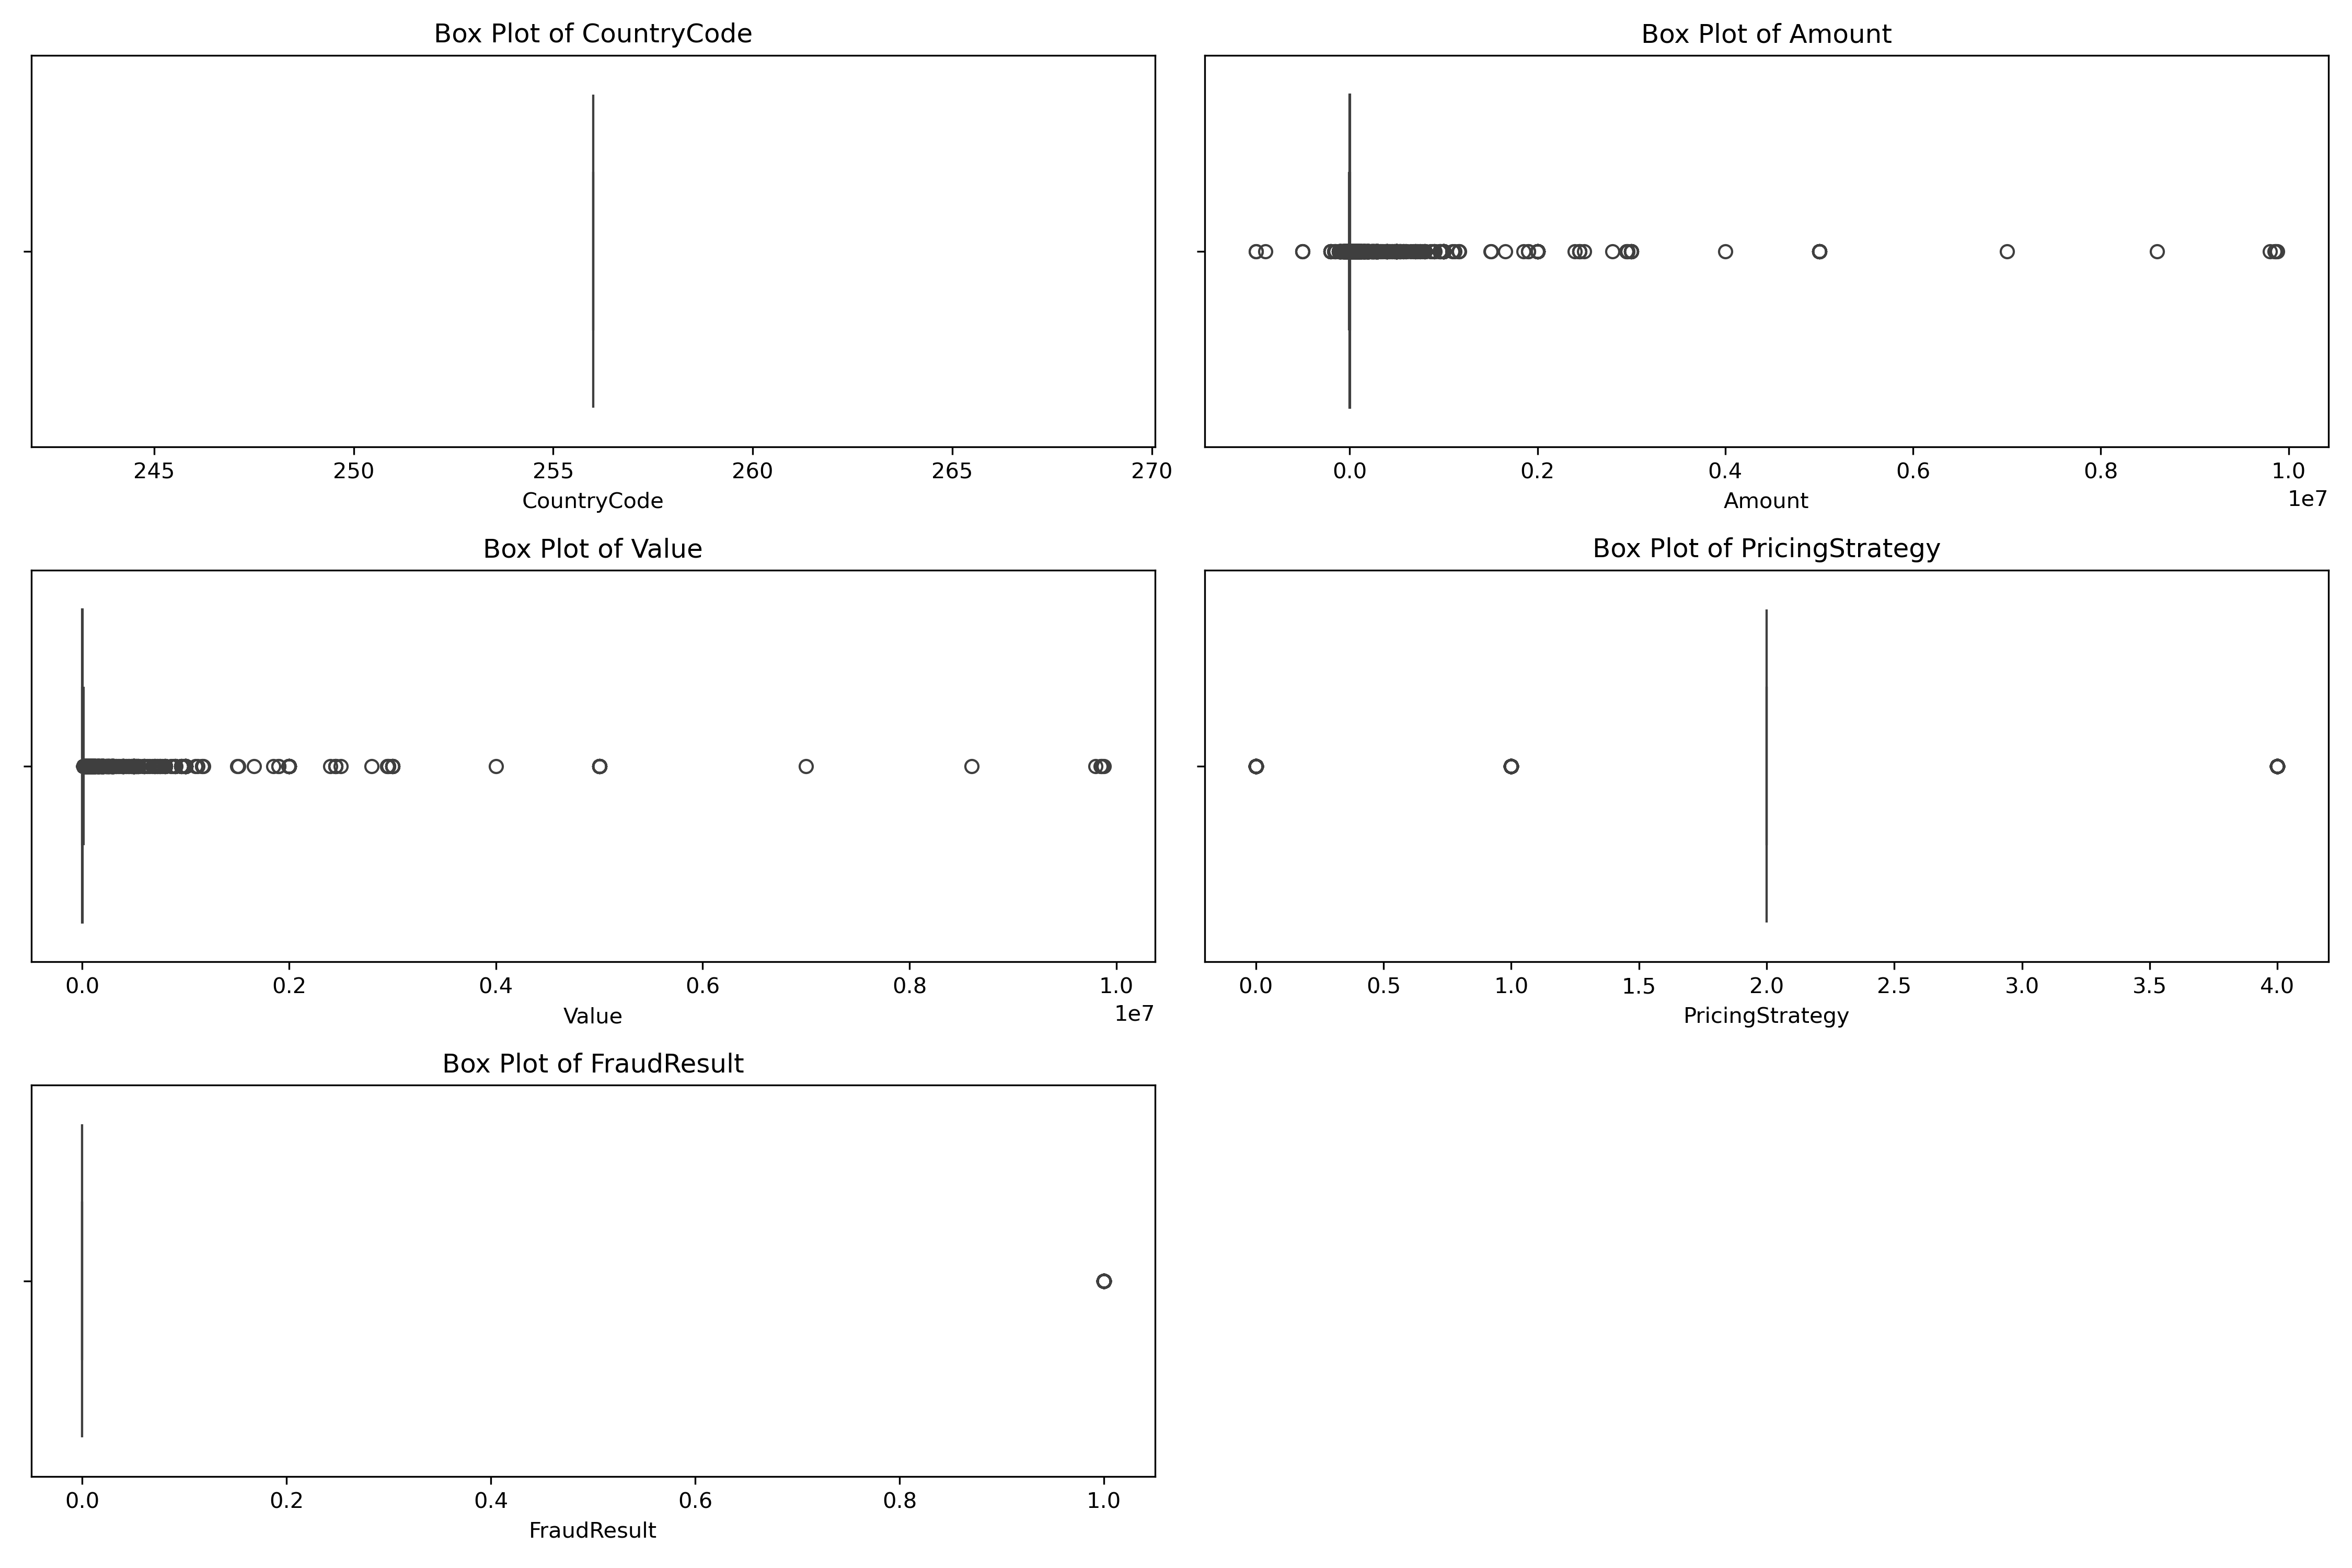 Box Plot of CountryCode
245 250 255 260 265 270
CountryCode
Box Plot of Amount
0.0 0.2 0.4 0.6 0.8 1.0
1e7
Amount
Box Plot of Value
0.0 0.2 0.4 0.6 0.8 1.0
1e7
Value
Box Plot of PricingStrategy
0.0 0.5 1.0 1.5 2.0 2.5 3.0 3.5 4.0
PricingStrategy
Box Plot of FraudResult
0.0 0.2 0.4 0.6 0.8 1.0
FraudResult